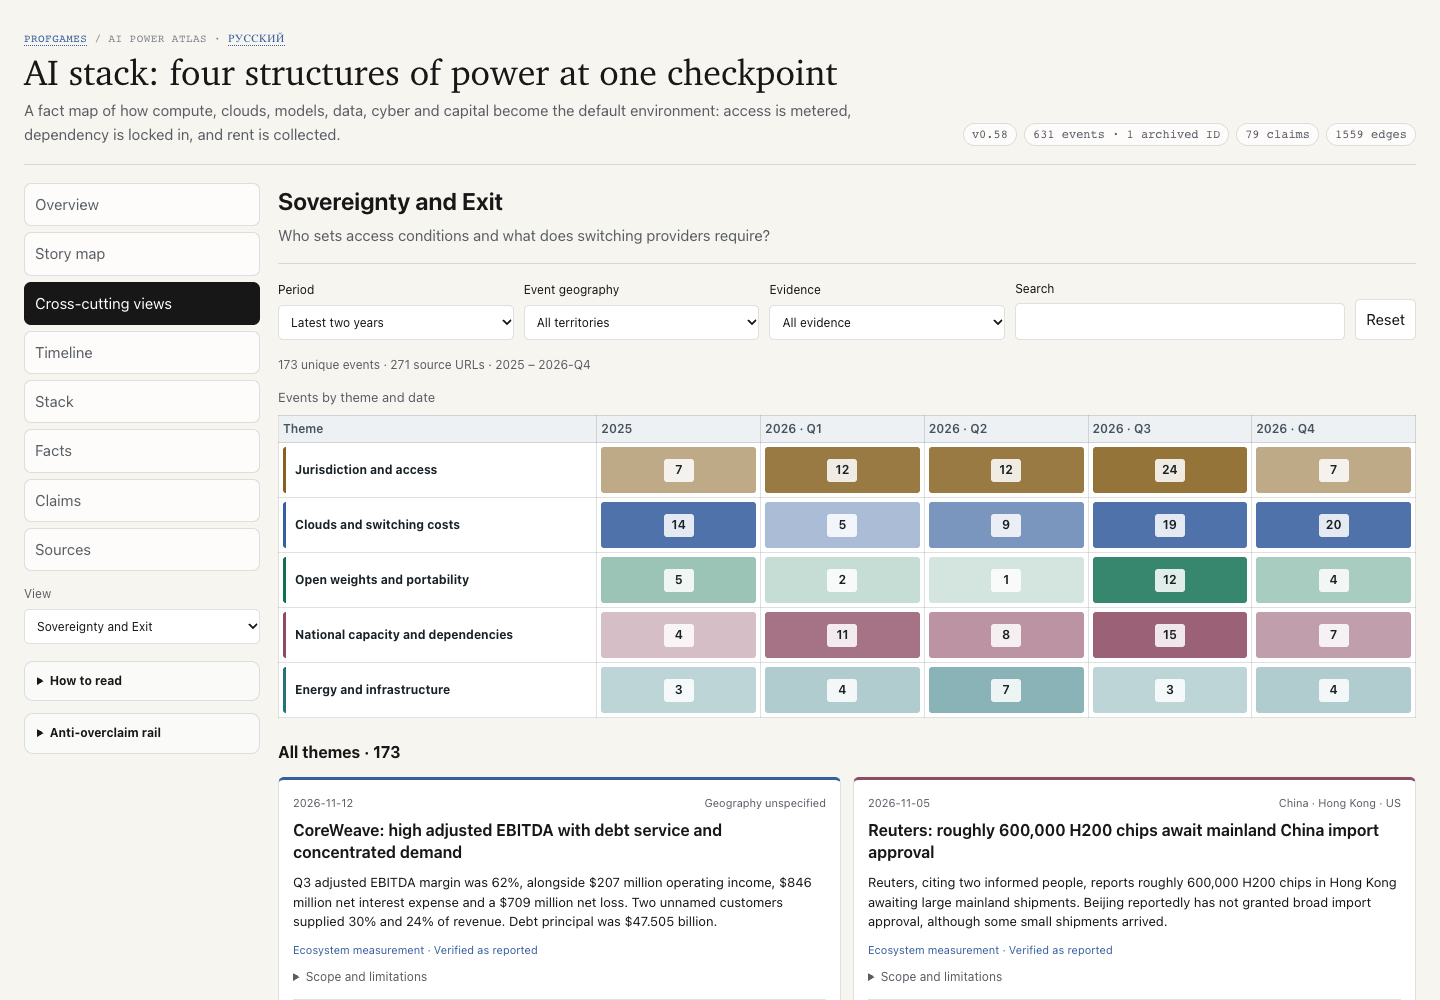 PROFGAMES / AI POWER ATLAS · РУССКИЙ
AI stack: four structures of power at one checkpoint
A fact map of how compute, clouds, models, data, cyber and capital become the default environment: access is metered,
dependency is locked in, and rent is collected.
v0.58 631 events · 1 archived ID 79 claims 1559 edges
Overview
Story map
Cross-cutting views
Timeline
Stack
Facts
Claims
Sources
View
Sovereignty and Exit
How to read
Anti-overclaim rail
Sovereignty and Exit
Who sets access conditions and what does switching providers require?
Period Event geography Evidence Search
Latest two years All territories All evidence Reset
173 unique events · 271 source URLs · 2025 – 2026-Q4
Events by theme and date
Theme 2025 2026 · Q1 2026 · Q2 2026 · Q3 2026 · Q4
Jurisdiction and access 7 12 12 24 7
Clouds and switching costs 14 5 9 19 20
Open weights and portability 5 2 1 12 4
National capacity and dependencies 4 11 8 15 7
Energy and infrastructure 3 4 7 3 4
All themes · 173
2026-11-12 Geography unspecified
CoreWeave: high adjusted EBITDA with debt service and
concentrated demand
Q3 adjusted EBITDA margin was 62%, alongside $207 million operating income, $846
million net interest expense and a $709 million net loss. Two unnamed customers
supplied 30% and 24% of revenue. Debt principal was $47.505 billion.
Ecosystem measurement · Verified as reported
Scope and limitations
2026-11-05 China · Hong Kong · US
Reuters: roughly 600,000 H200 chips await mainland China import
approval
Reuters, citing two informed people, reports roughly 600,000 H200 chips in Hong Kong
awaiting large mainland shipments. Beijing reportedly has not granted broad import
approval, although some small shipments arrived.
Ecosystem measurement · Verified as reported
Scope and limitations